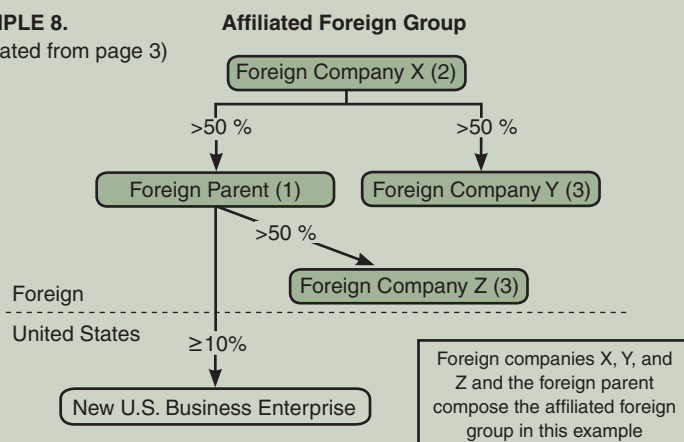 Affiliated Foreign Group
Foreign Company X (2)
>50 %
>50 %
Foreign Parent (1)
Foreign Company Y (3)
>50 %
Foreign Company Z (3)
Foreign
United States
≥10%
New U.S. Business Enterprise
Foreign companies X, Y, and
Z and the foreign parent
compose the affiliated foreign
group in this example
8.
from page 3)